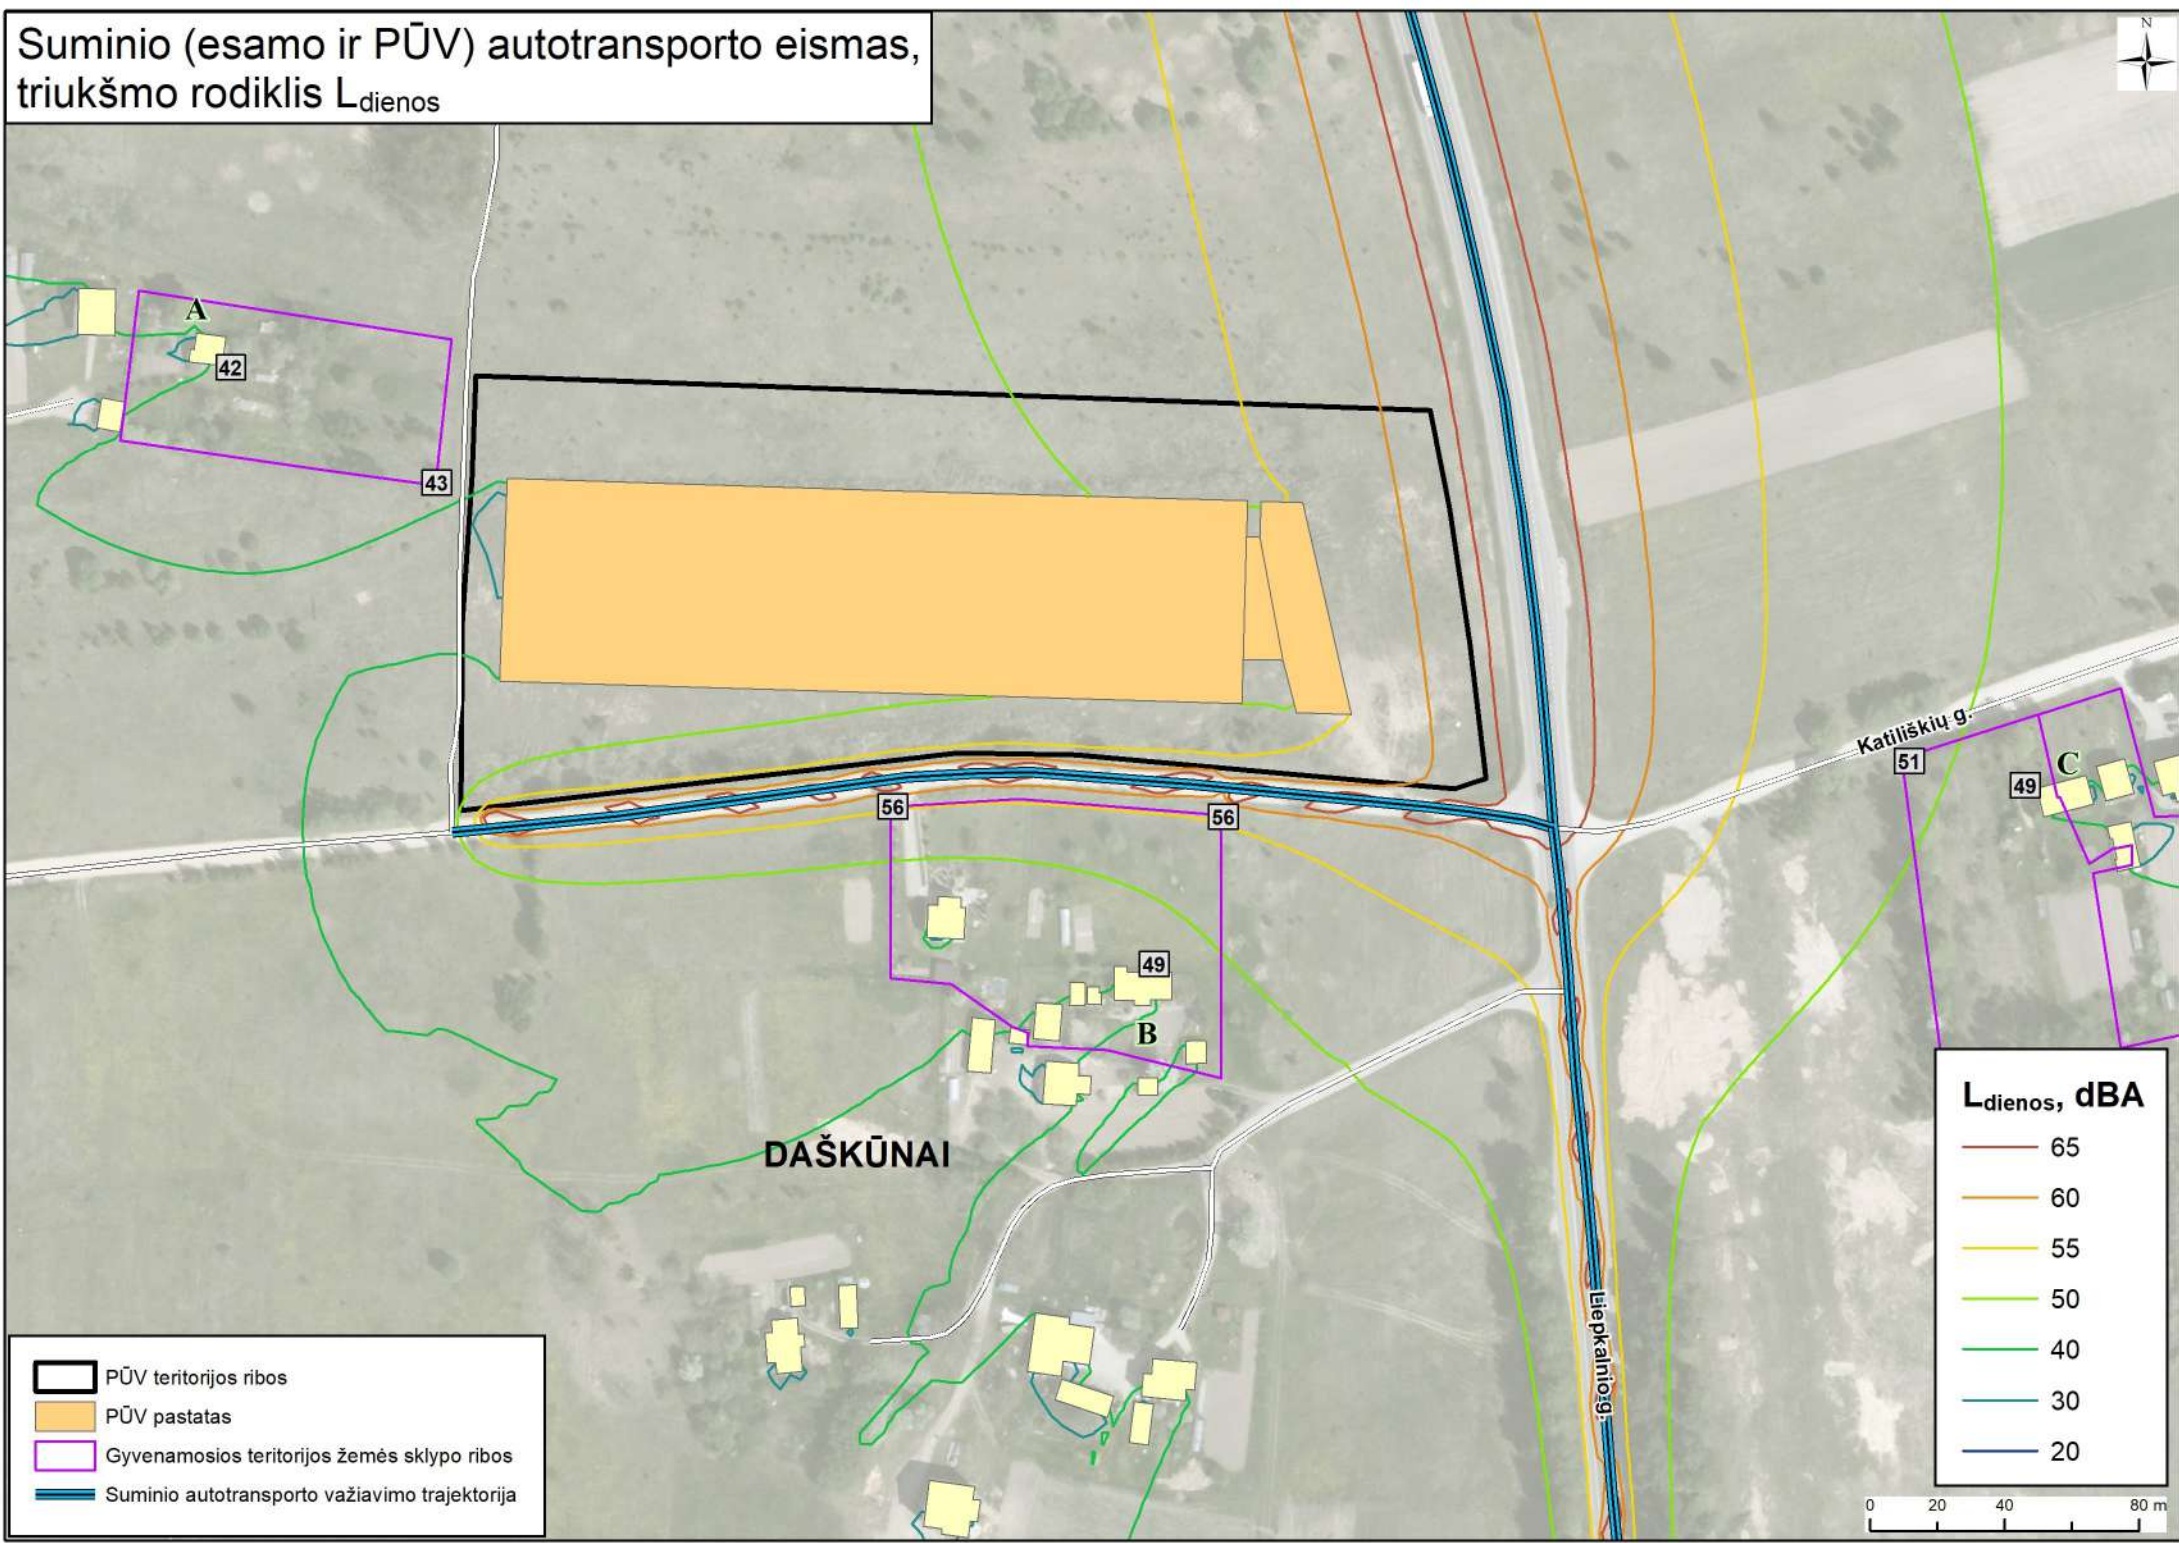 Suminio (esamo ir PŪV) autotransporto eismas,
triukšmo rodiklis Ldienos
N
A
42
43
56
56
49
B
DAŠKŪNAI
Katiliškių g.
51
49
C
Liepkalnio g.
PŪV teritorijos ribos
PŪV pastatas
Gyvenamosios teritorijos žemės sklypo ribos
Suminio autotransporto važiavimo trajektorija
Ldienos, dBA
65
60
55
50
40
30
20
0 20 40 80 m